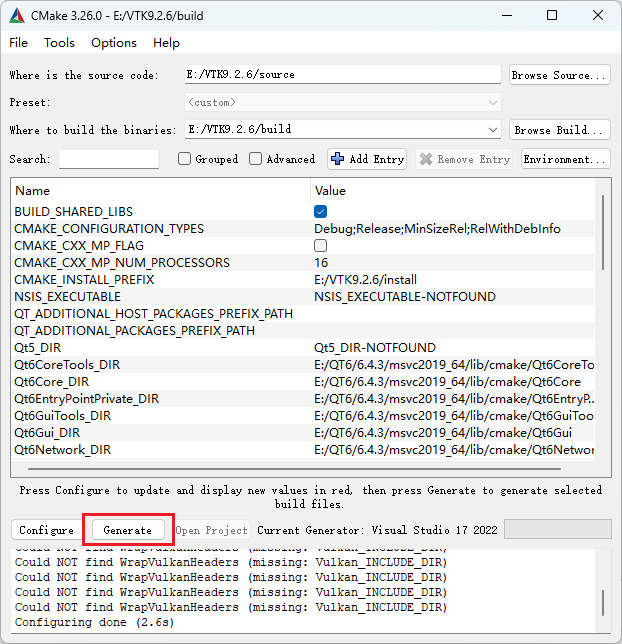 CMake 3.26.0 - E:/VTK9.2.6/build
File Tools Options Help
Where is the source code: E:/VTK9.2.6/source Browse Source...
Preset: <custom>
Where to build the binaries: E:/VTK9.2.6/build Browse Build...
Search: Grouped Advanced Add Entry Remove Entry Environment...
Name Value
BUILD_SHARED_LIBS
CMAKE_CONFIGURATION_TYPES Debug;Release;MinSizeRel;RelWithDebInfo
CMAKE_CXX_MP_FLAG
CMAKE_CXX_MP_NUM_PROCESSORS 16
CMAKE_INSTALL_PREFIX E:/VTK9.2.6/install
NSIS_EXECUTABLE NSIS_EXECUTABLE-NOTFOUND
QT_ADDITIONAL_HOST_PACKAGES_PREFIX_PATH
QT_ADDITIONAL_PACKAGES_PREFIX_PATH
Qt5_DIR Qt5_DIR-NOTFOUND
Qt6CoreTools_DIR E:/QT6/6.4.3/msvc2019_64/lib/cmake/Qt6CoreTo
Qt6Core_DIR E:/QT6/6.4.3/msvc2019_64/lib/cmake/Qt6Core
Qt6EntryPointPrivate_DIR E:/QT6/6.4.3/msvc2019_64/lib/cmake/Qt6EntryP..
Qt6GuiTools_DIR E:/QT6/6.4.3/msvc2019_64/lib/cmake/Qt6GuiToo
Qt6Gui_DIR E:/QT6/6.4.3/msvc2019_64/lib/cmake/Qt6Gui
Qt6Network_DIR E:/QT6/6.4.3/msvc2019_64/lib/cmake/Qt6Networ
Press Configure to update and display new values in red, then press Generate to generate selected
build files.
Configure Generate Open Project Current Generator: Visual Studio 17 2022
Could NOT find WrapVulkanHeaders (missing: Vulkan_INCLUDE_DIR)
Could NOT find WrapVulkanHeaders (missing: Vulkan_INCLUDE_DIR)
Could NOT find WrapVulkanHeaders (missing: Vulkan_INCLUDE_DIR)
Could NOT find WrapVulkanHeaders (missing: Vulkan_INCLUDE_DIR)
Could NOT find WrapVulkanHeaders (missing: Vulkan_INCLUDE_DIR)
Configuring done (2.6s)